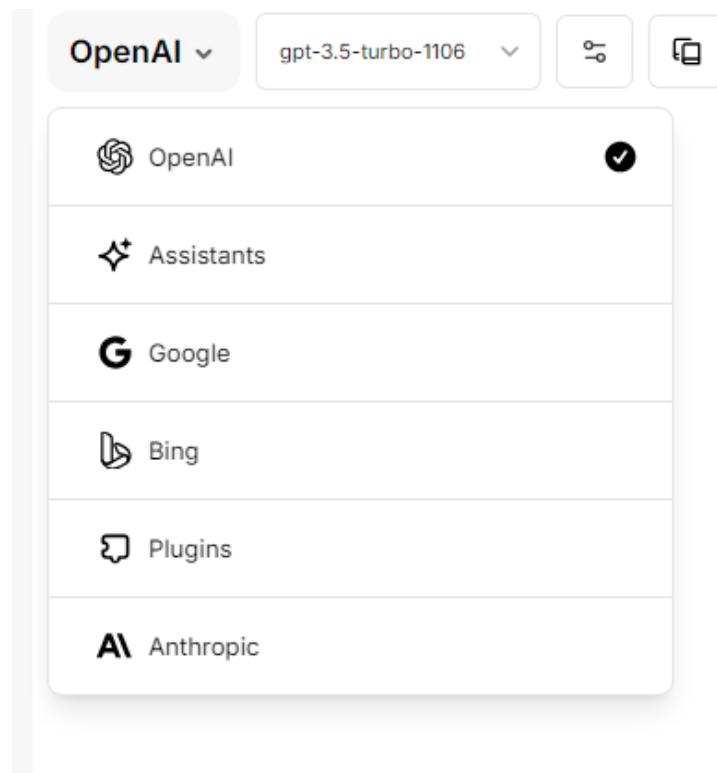 OpenAI
gpt-3.5-turbo-1106
OpenAI
Assistants
Google
Bing
Plugins
Anthropic